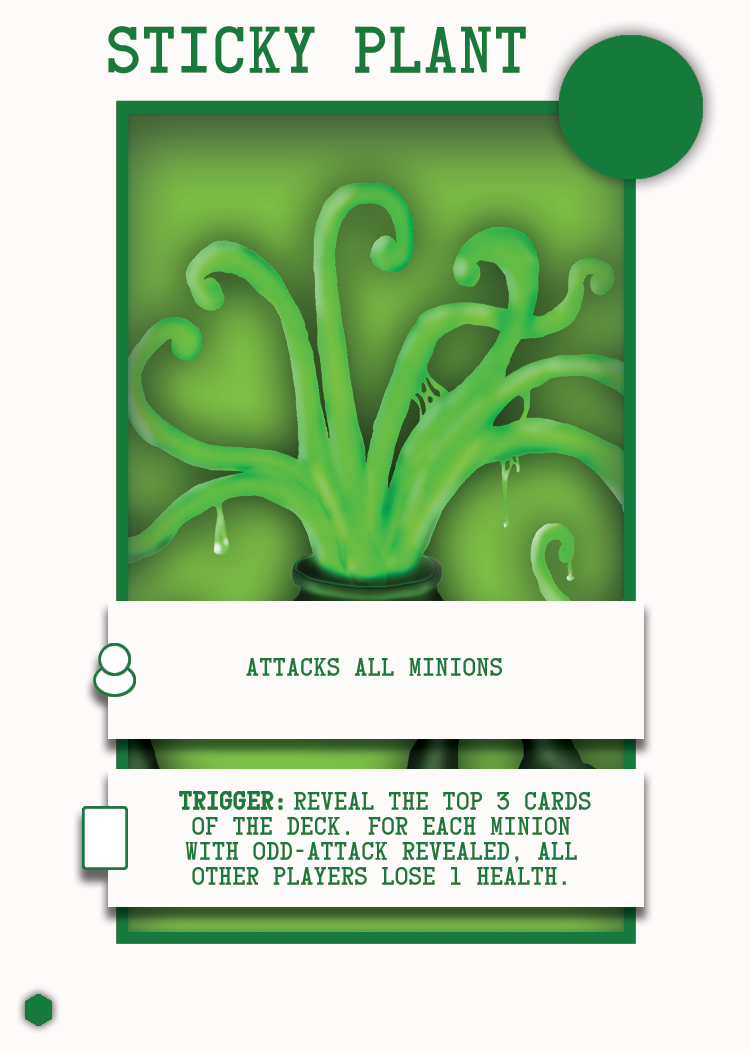 STICKY PLANT
ATTACKS ALL MINIONS
TRIGGER: REVEAL THE TOP 3 CARDS
OF THE DECK. FOR EACH MINION
WITH ODD-ATTACK REVEALED, ALL
OTHER PLAYERS LOSE 1 HEALTH.